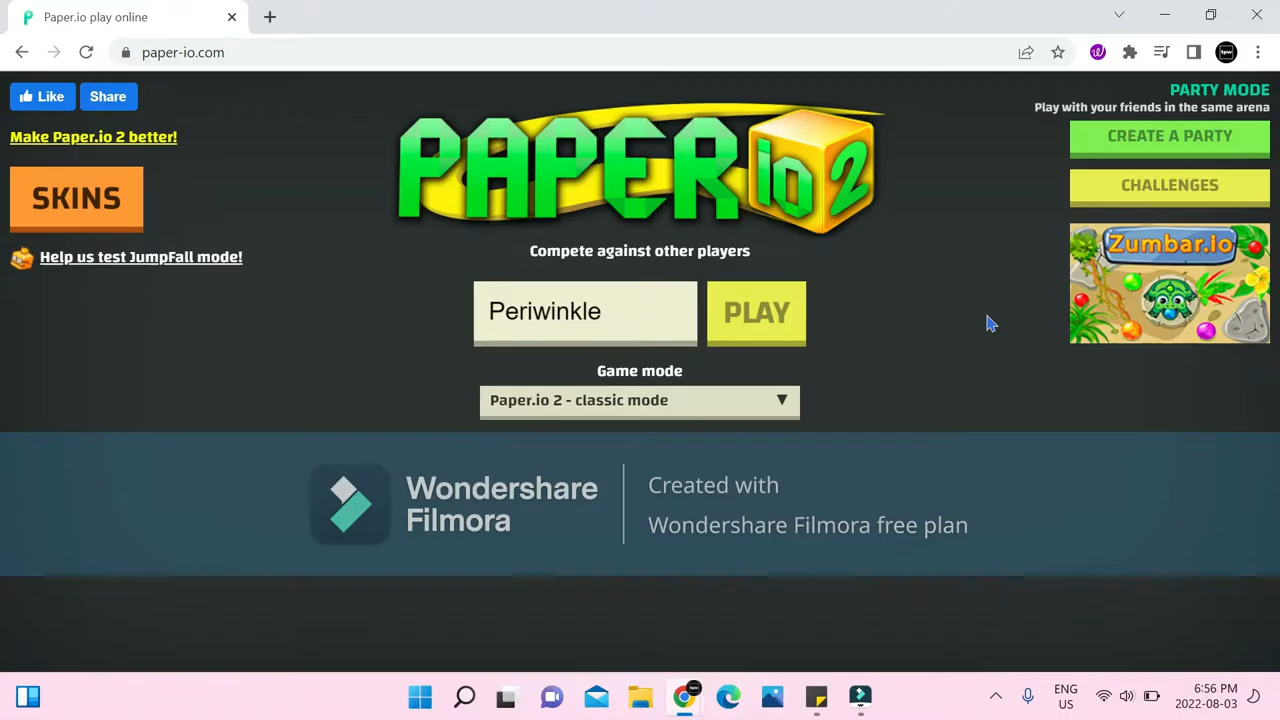 Paper.io play online
paper-io.com
Like
Share
Make Paper.io 2 better!
SKINS
Help us test JumpFall mode!
PAPER io 2
Compete against other players
Periwinkle
PLAY
Game mode
Paper.io 2 - classic mode
PARTY MODE
Play with your friends in the same arena
CREATE A PARTY
CHALLENGES
Zumbar.io
Wondershare
Filmora
Created with
Wondershare Filmora free plan
ENG
US
6:56 PM
2022-08-03